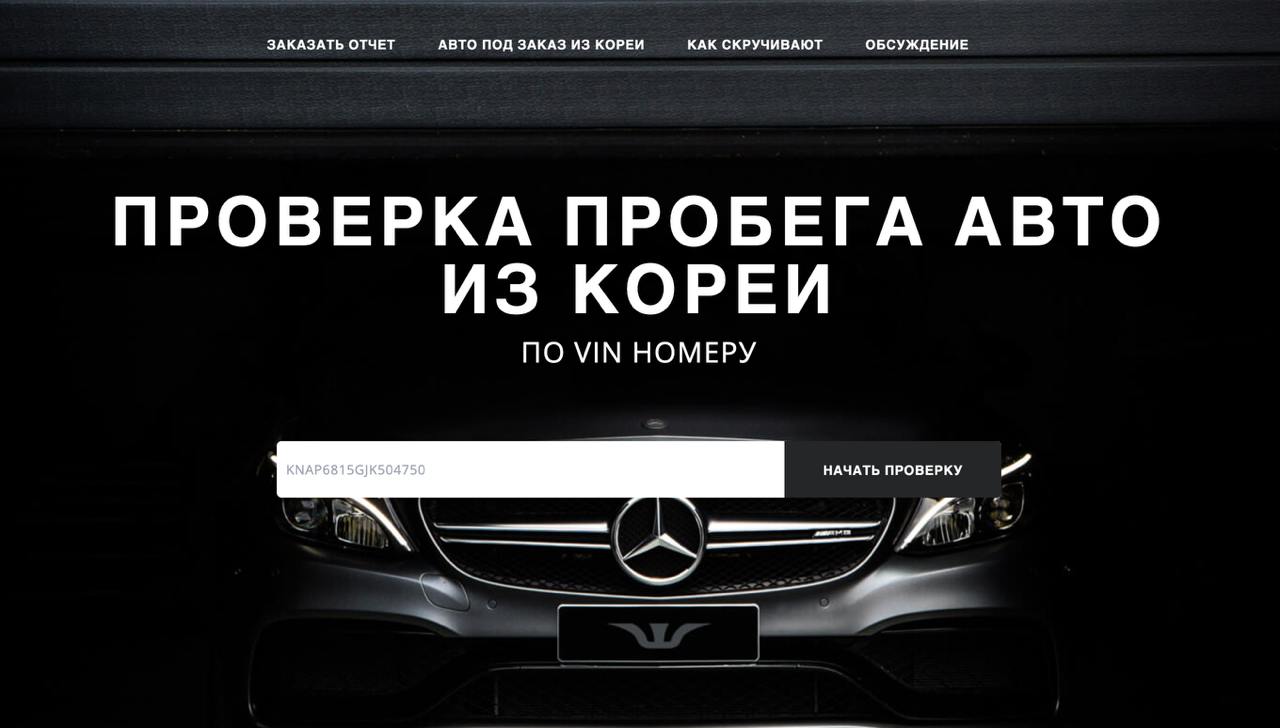 ЗАКАЗАТЬ ОТЧЕТ АВТО ПОД ЗАКАЗ ИЗ КОРЕИ КАК СКРУЧИВАЮТ ОБСУЖДЕНИЕ
ПРОВЕРКА ПРОБЕГА АВТО
ИЗ КОРЕИ
ПО VIN НОМЕРУ
KNAP6815GJK504750 НАЧАТЬ ПРОВЕРКУ
AMG